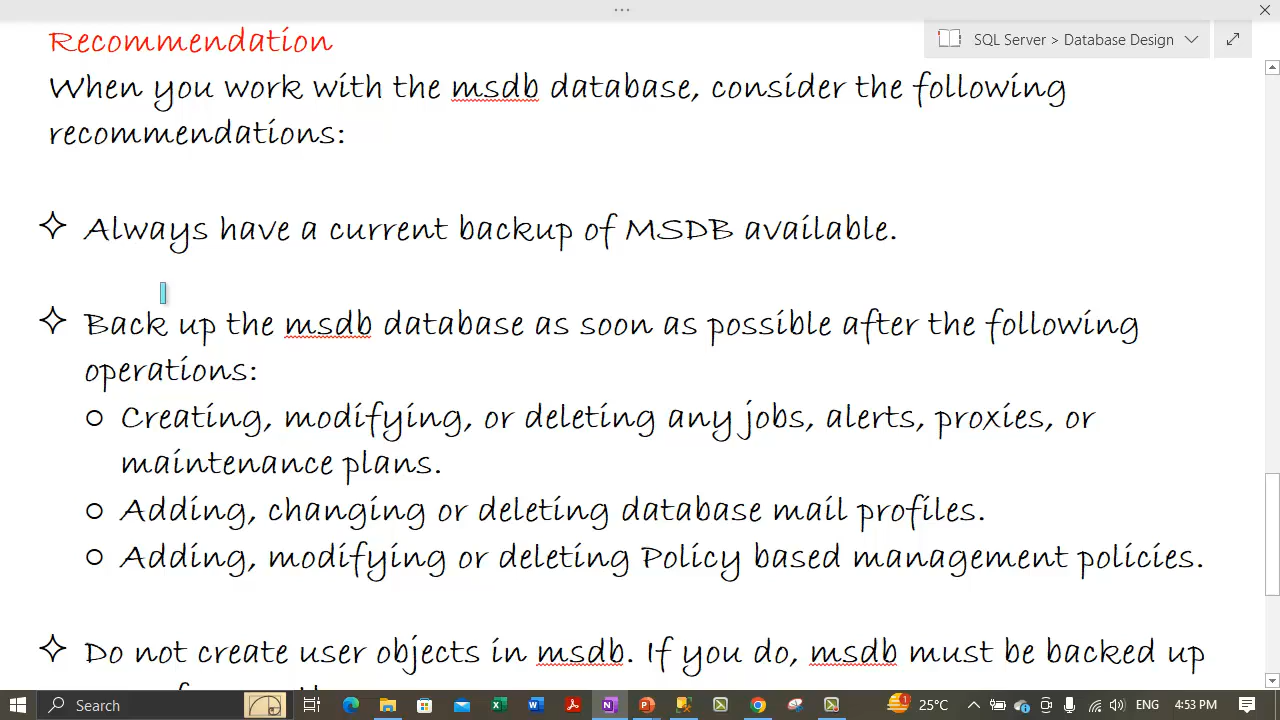 Recommendation
SQL Server > Database Design
When you work with the msdb database, consider the following
recommendations:
Always have a current backup of MSDB available.
Back up the msdb database as soon as possible after the following
operations:
Creating, modifying, or deleting any jobs, alerts, proxies, or
maintenance plans.
Adding, changing or deleting database mail profiles.
Adding, modifying or deleting Policy based management policies.
Do not create user objects in msdb. If you do, msdb must be backed up
Search
1
25°C
ENG
4:53 PM